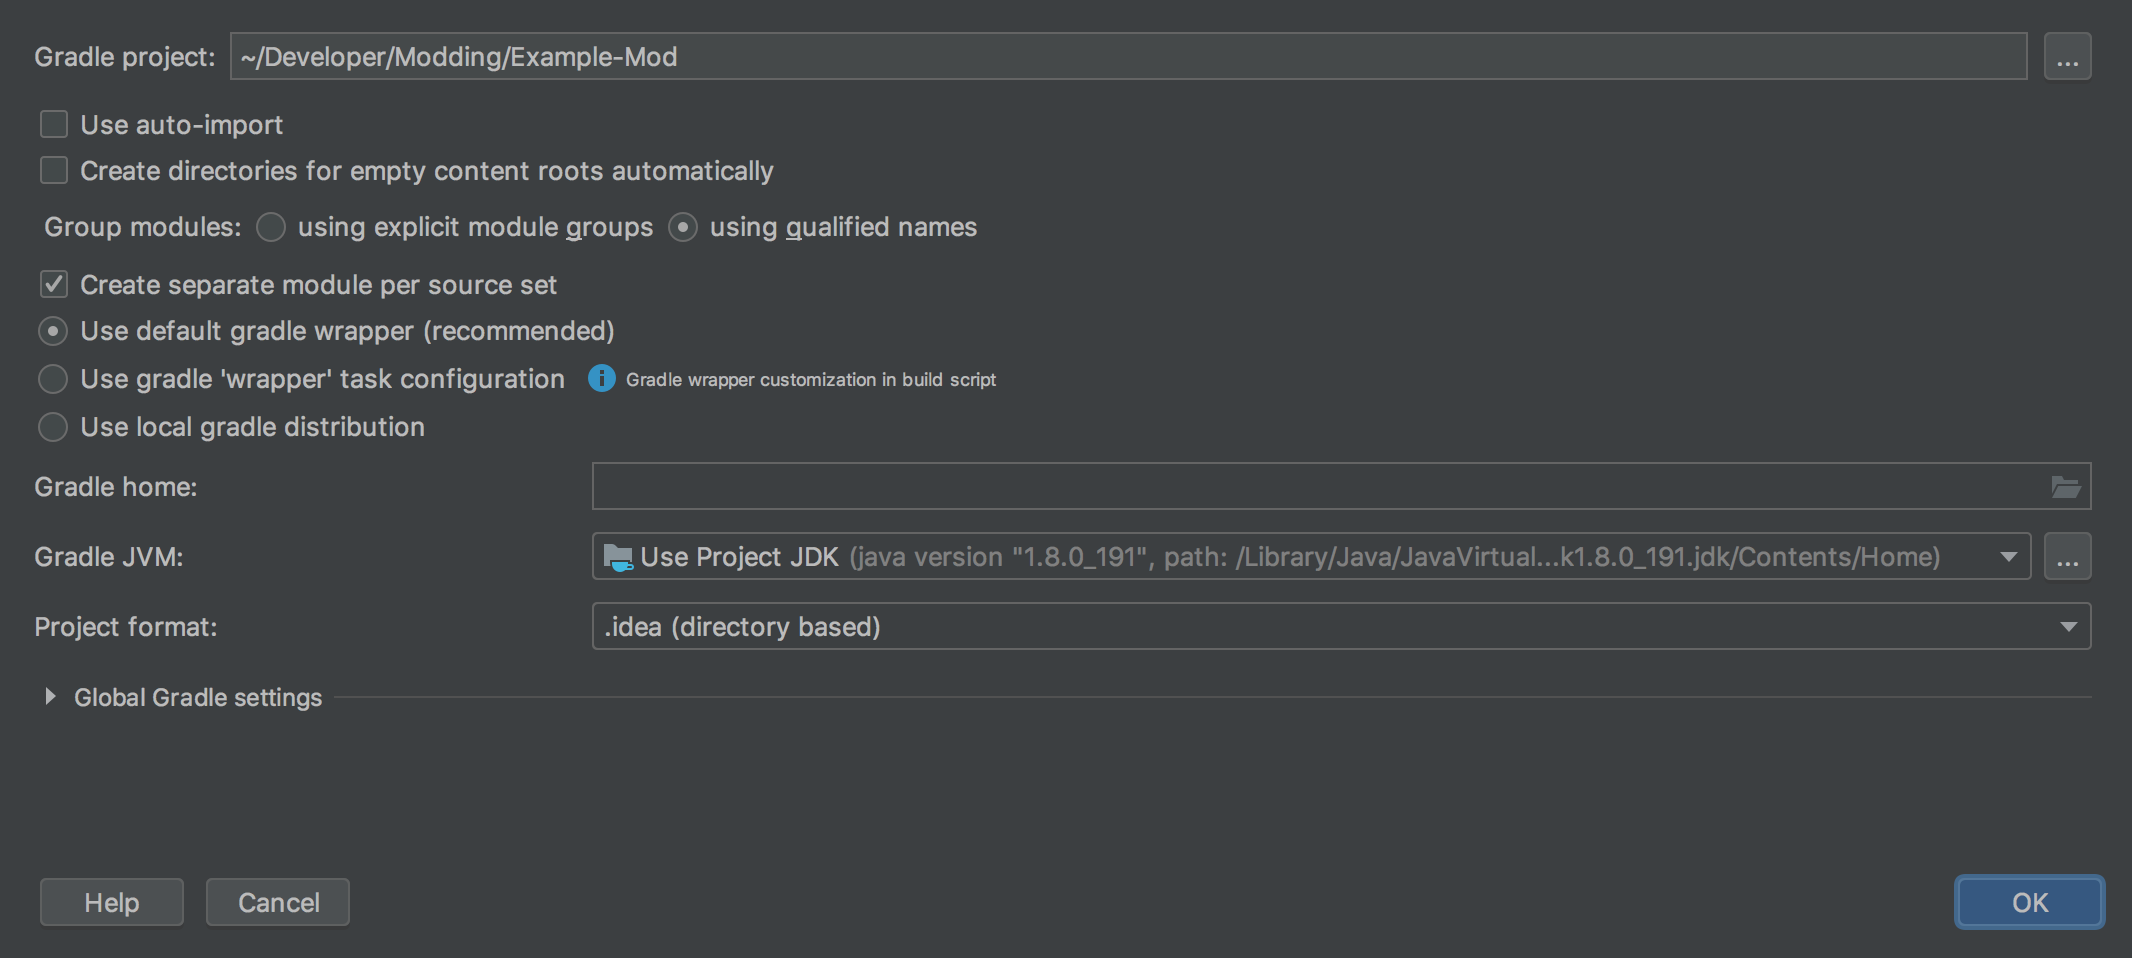 Gradle project: ~/Developer/Modding/Example-Mod ...
Use auto-import
Create directories for empty content roots automatically
Group modules: using explicit module groups using qualified names
Create separate module per source set
Use default gradle wrapper (recommended)
Use gradle 'wrapper' task configuration Gradle wrapper customization in build script
Use local gradle distribution
Gradle home:
Gradle JVM: Use Project JDK (java version "1.8.0_191", path: /Library/Java/JavaVirtual...k1.8.0_191.jdk/Contents/Home) ...
Project format: .idea (directory based)
Global Gradle settings
Help Cancel OK